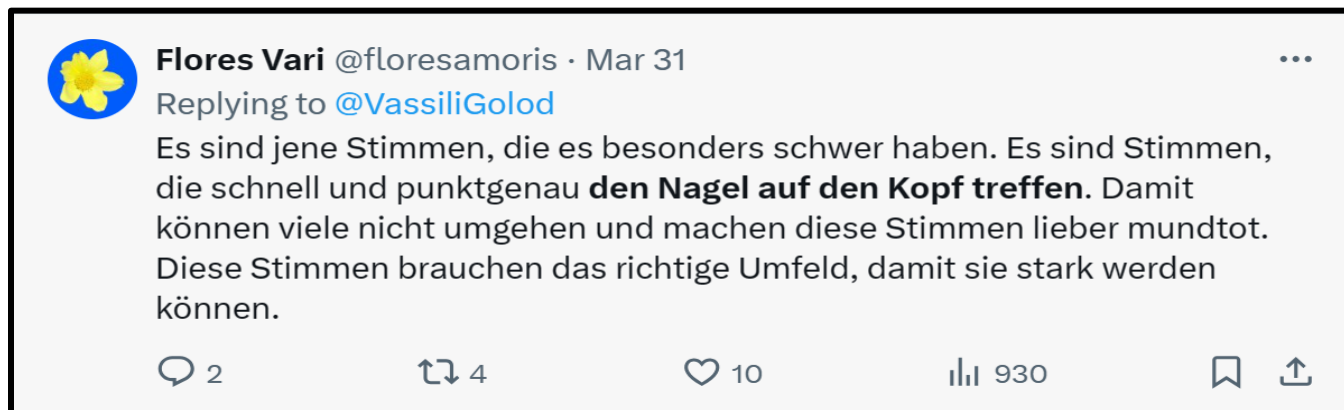 Flores Vari @floresamoris · Mar 31
Replying to @VassiliGolod
Es sind jene Stimmen, die es besonders schwer haben. Es sind Stimmen,
die schnell und punktgenau den Nagel auf den Kopf treffen. Damit
können viele nicht umgehen und machen diese Stimmen lieber mundtot.
Diese Stimmen brauchen das richtige Umfeld, damit sie stark werden
können.
2 4 10 930